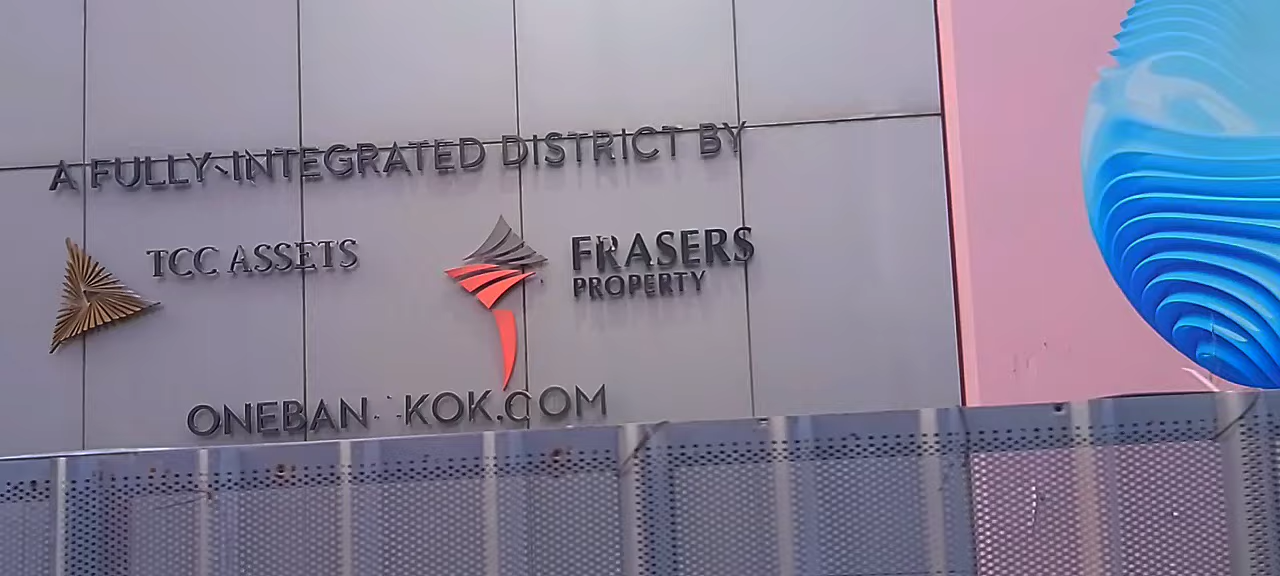 A FULLY-INTEGRATED DISTRICT BY
TCC ASSETS
FRASERS
PROPERTY
ONEBAN KOK.COM